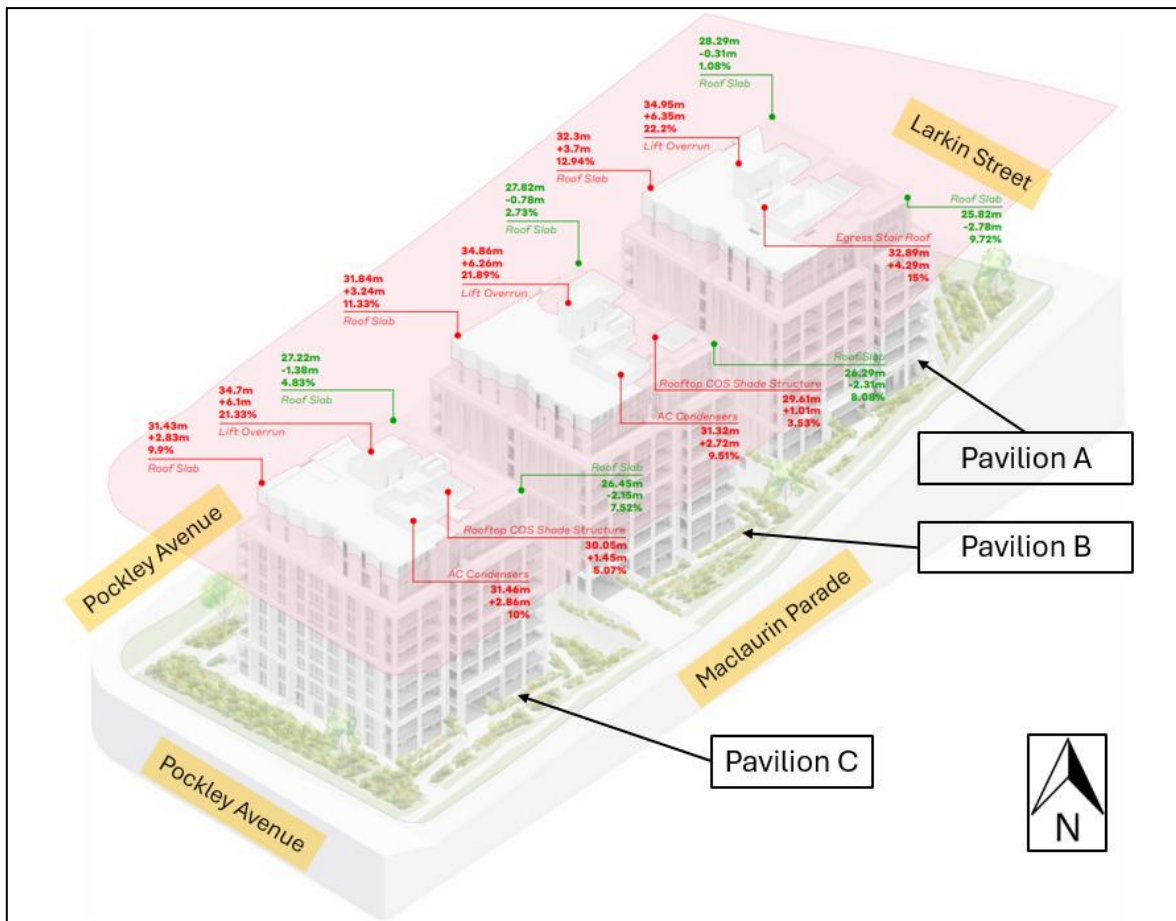 28.29m
-0.31m
1.08%
Roof Slab
34.95m
+6.35m
22.2%
Lift Overrun
32.3m
+3.7m
12.94%
Roof Slab
Larkin Street
27.82m
-0.78m
2.73%
Roof Slab
Roof Slab
25.82m
-2.78m
9.72%
Egress Stair Roof
32.89m
+4.29m
15%
34.86m
+6.26m
21.89%
Lift Overrun
31.84m
+3.24m
11.33%
Roof Slab
27.22m
-1.38m
4.83%
Roof Slab
Roof Slab
26.29m
-2.31m
8.08%
Rooftop COS Shade Structure
29.61m
+1.01m
3.53%
AC Condensers
31.32m
+2.72m
9.51%
34.7m
+6.1m
21.33%
Lift Overrun
31.43m
+2.83m
9.9%
Roof Slab
Roof Slab
26.45m
-2.15m
7.52%
Rooftop COS Shade Structure
30.05m
+1.45m
5.07%
AC Condensers
31.46m
+2.86m
10%
Pavilion A
Pavilion B
Pockley Avenue
Maclaurin Parade
Pavilion C
Pockley Avenue
N